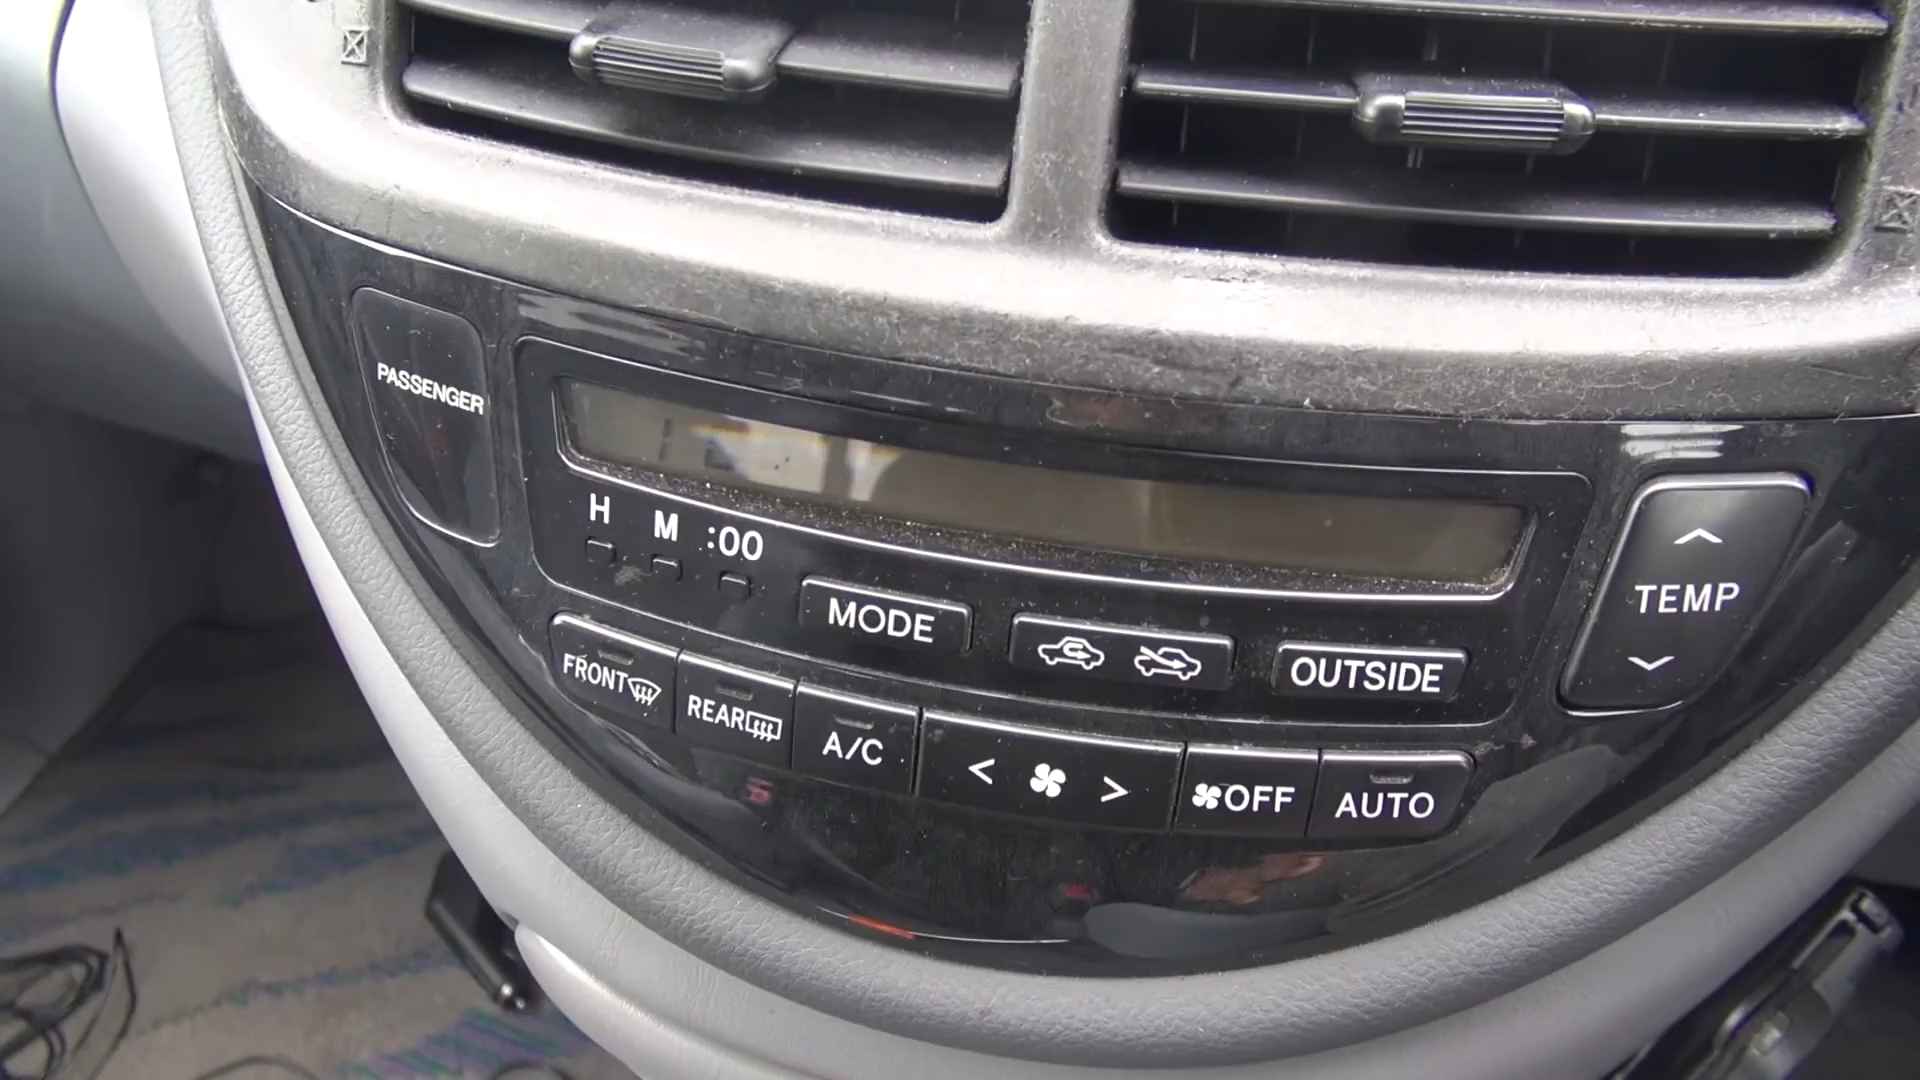 PASSENGER
H M :00
MODE
OUTSIDE
TEMP
FRONT
REAR
A/C
< >
OFF
AUTO